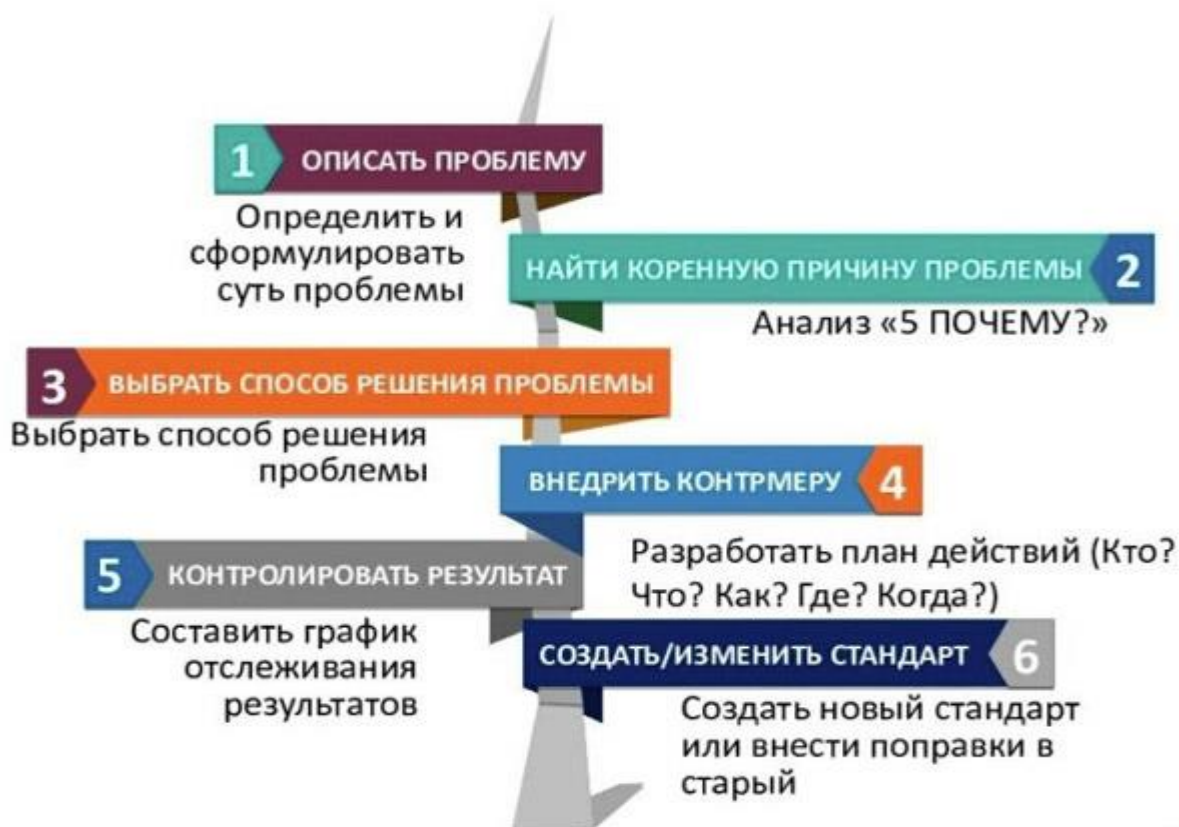 1
ОПИСАТЬ ПРОБЛЕМУ
Определить и
сформулировать
суть проблемы
НАЙТИ КОРЕННУЮ ПРИЧИНУ ПРОБЛЕМЫ
2
Анализ «5 ПОЧЕМУ?»
3
ВЫБРАТЬ СПОСОБ РЕШЕНИЯ ПРОБЛЕМЫ
Выбрать способ решения
проблемы
ВНЕДРИТЬ КОНТРМЕРУ
4
Разработать план действий (Кто?
Что? Как? Где? Когда?)
5
КОНТРОЛИРОВАТЬ РЕЗУЛЬТАТ
Составить график
отслеживания
результатов
СОЗДАТЬ/ИЗМЕНИТЬ СТАНДАРТ
6
Создать новый стандарт
или внести поправки в
старый